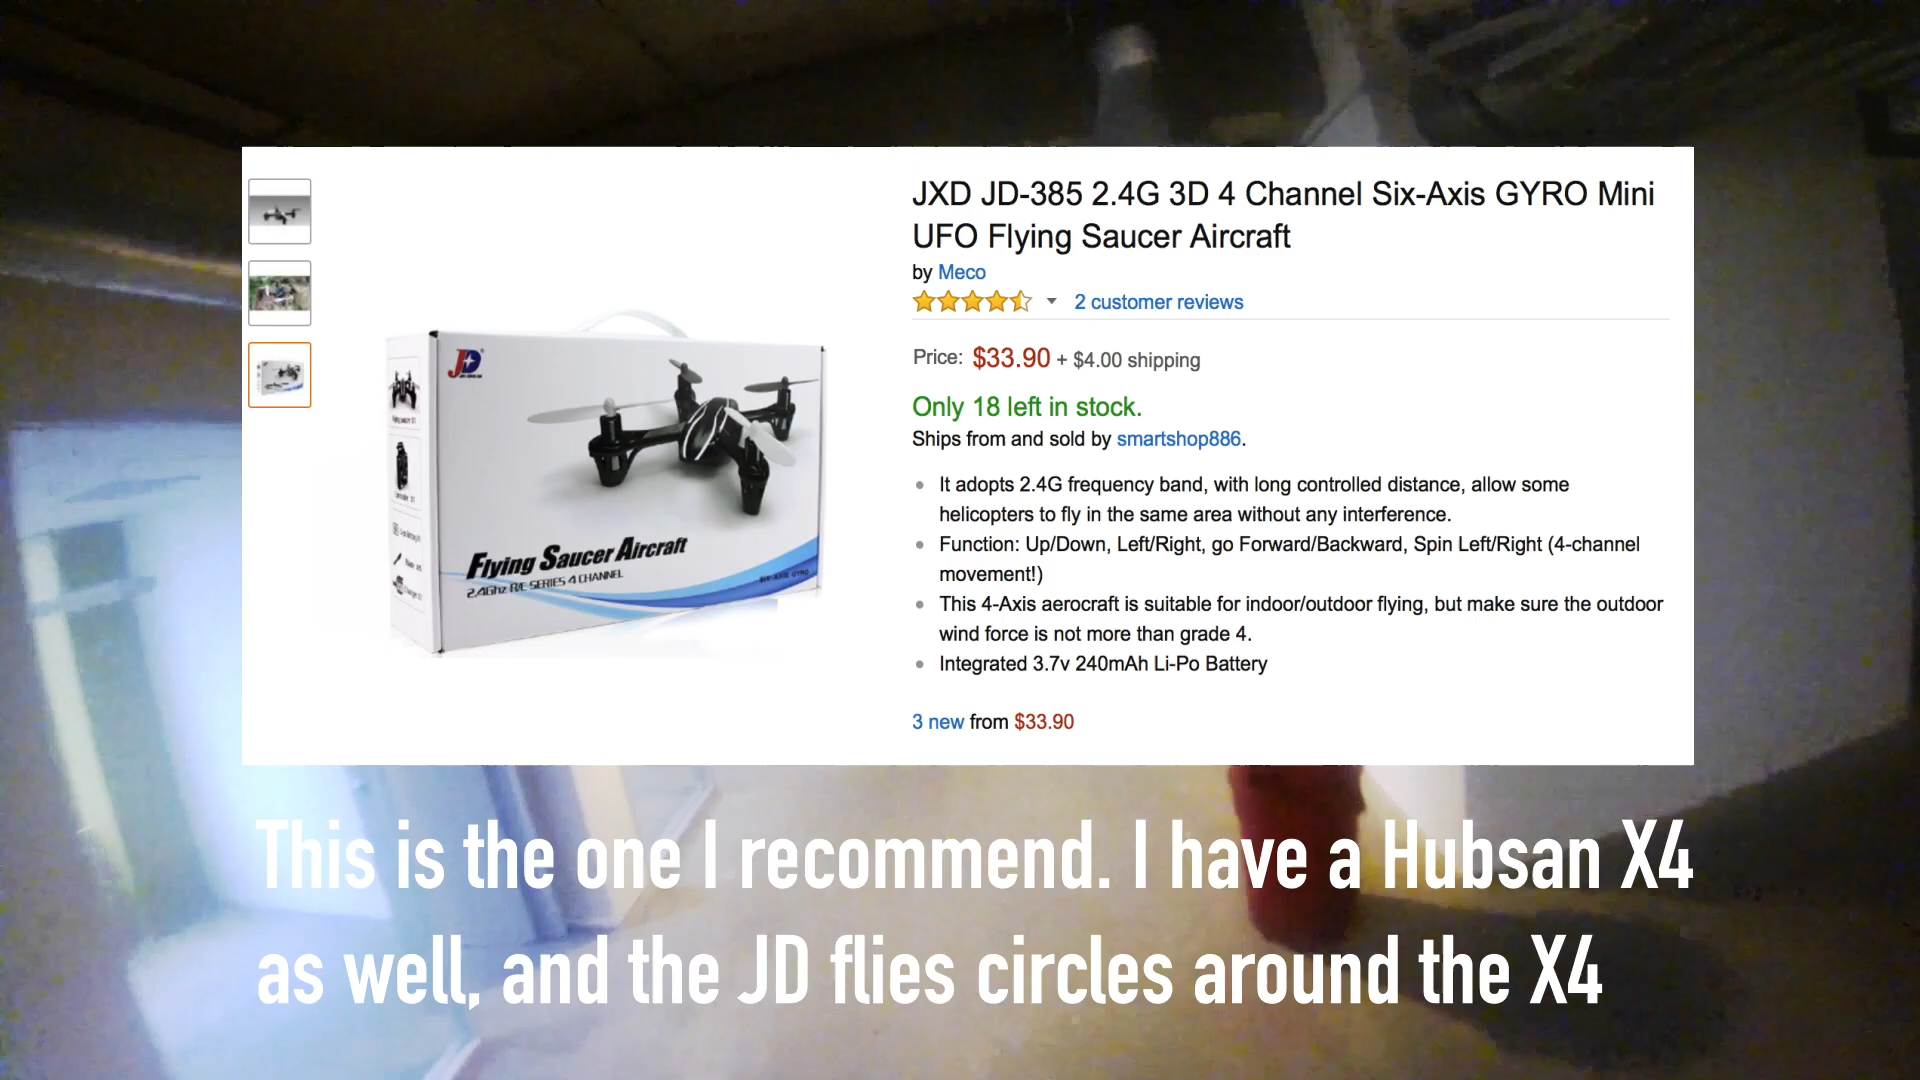 JXD JD-385 2.4G 3D 4 Channel Six-Axis GYRO Mini
UFO Flying Saucer Aircraft
by Meco
2 customer reviews
Price: $33.90 + $4.00 shipping
Only 18 left in stock.
Ships from and sold by smartshop886.
It adopts 2.4G frequency band, with long controlled distance, allow some
helicopters to fly in the same area without any interference.
Function: Up/Down, Left/Right, go Forward/Backward, Spin Left/Right (4-channel
movement!)
This 4-Axis aerocraft is suitable for indoor/outdoor flying, but make sure the outdoor
wind force is not more than grade 4.
Integrated 3.7v 240mAh Li-Po Battery
3 new from $33.90
JD
Flying Saucer Aircraft
2.4Ghz R/C SERIES 4 CHANNEL
SIX-AXIS GYRO
This is the one I recommend. I have a Hubsan X4
as well, and the JD flies circles around the X4